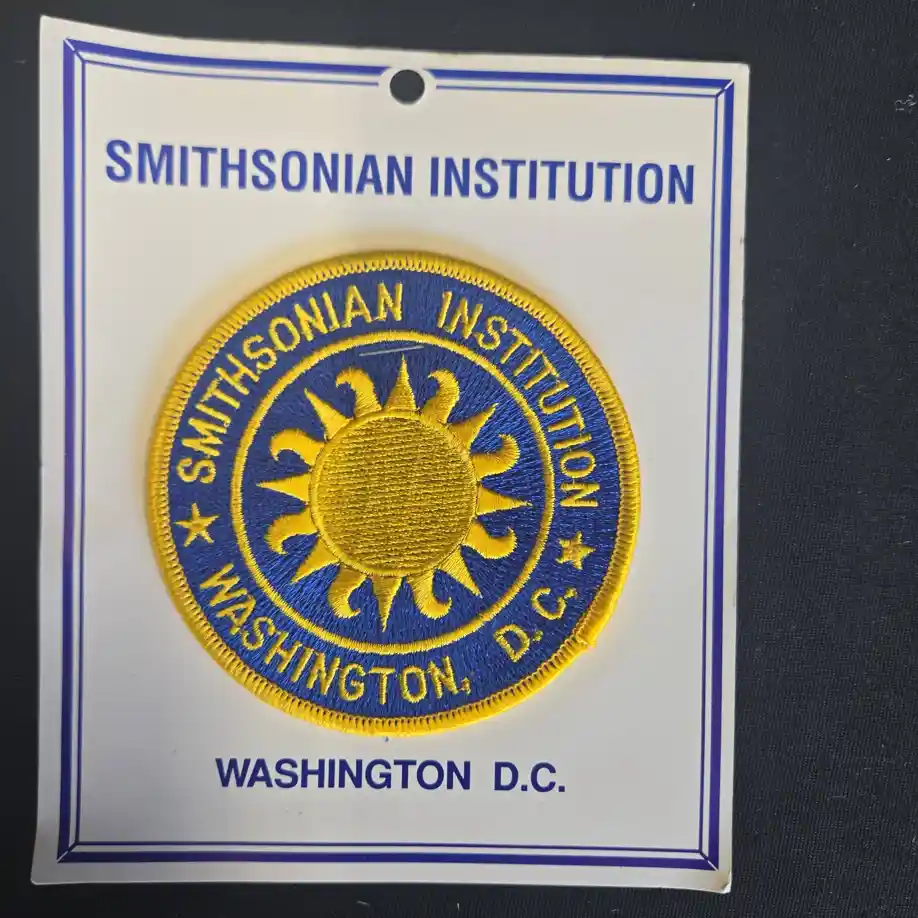 SMITHSONIAN INSTITUTION
SMITHSONIAN INSTITUTION
WASHINGTON, D.C.
WASHINGTON D.C.